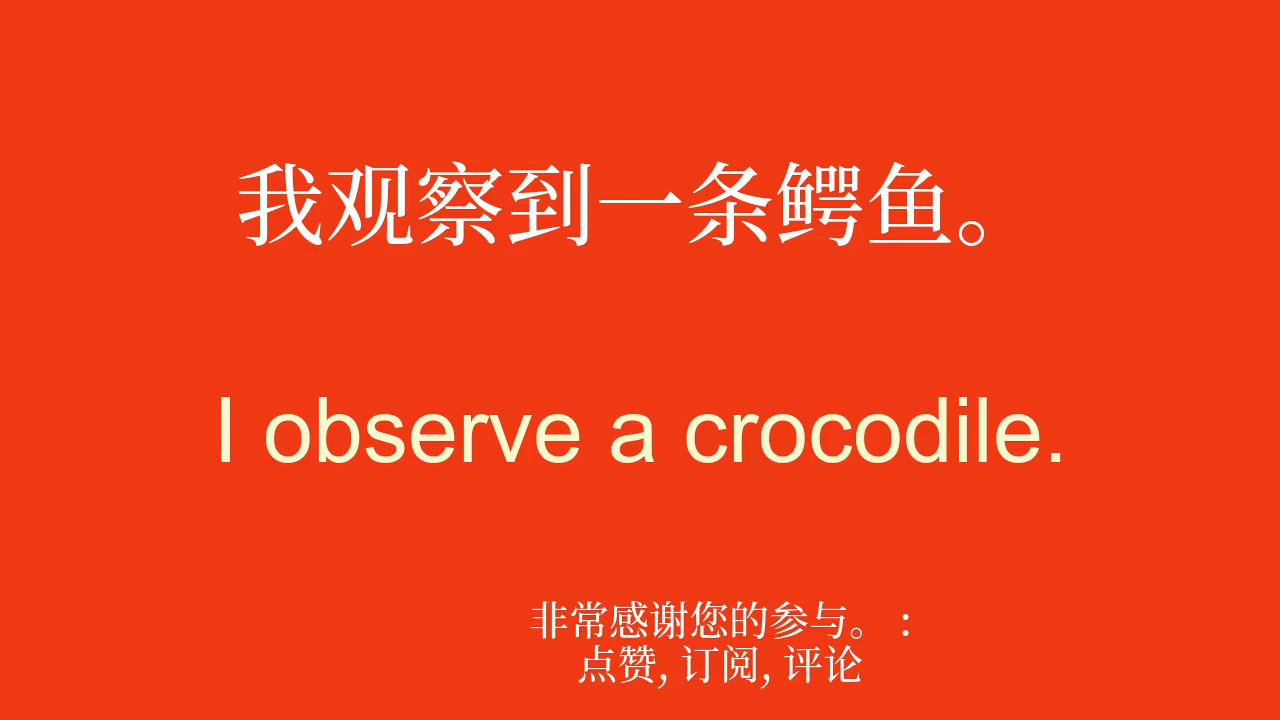 我观察到一条鳄鱼。
I observe a crocodile.
非常感谢您的参与。 :
点赞, 订阅, 评论